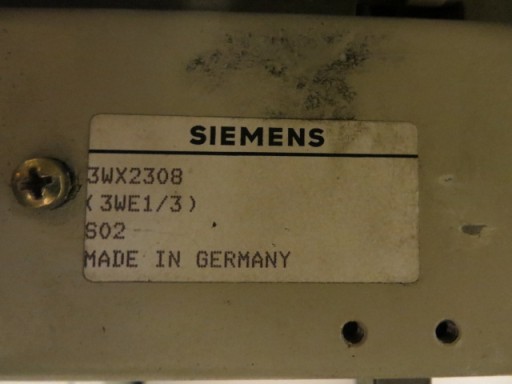 SIEMENS
3WX2308
(3WE1/3)
S02
MADE IN GERMANY